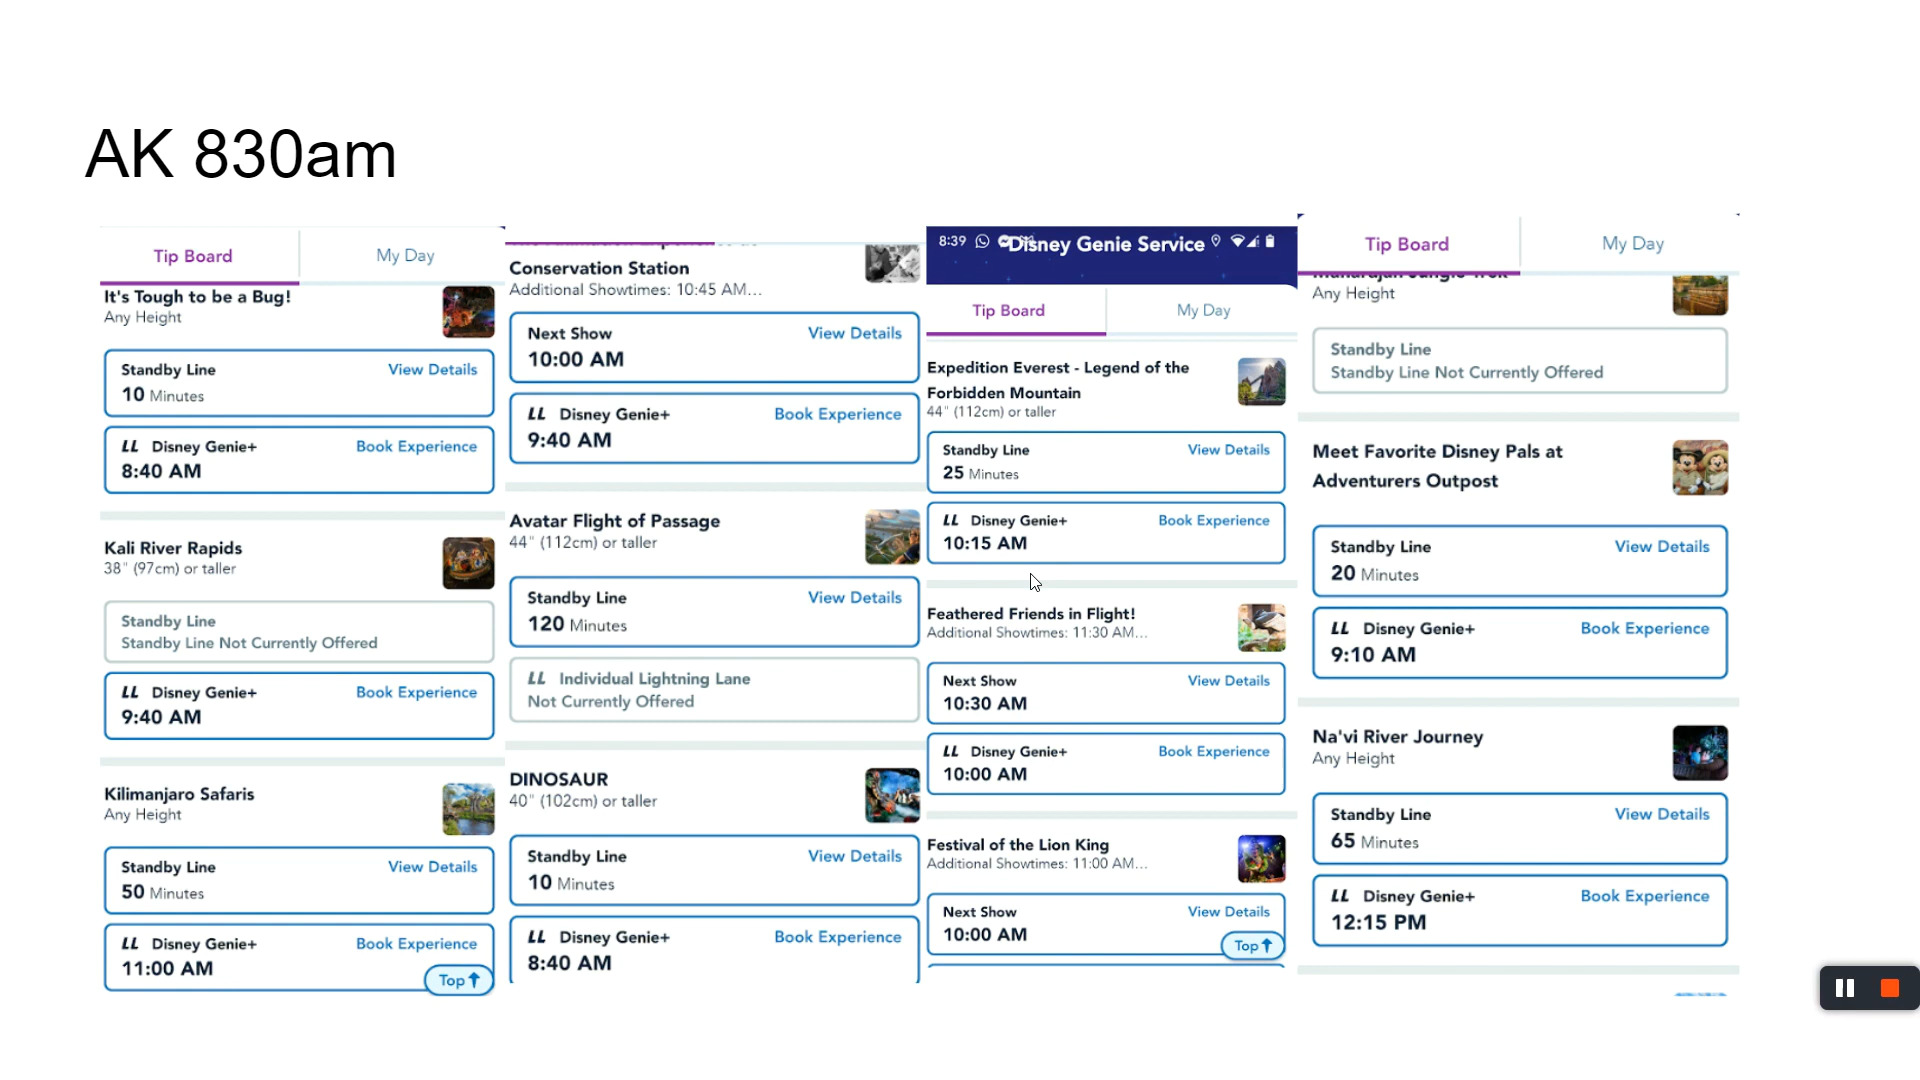 AK 830am
Tip Board
My Day
It's Tough to be a Bug!
Any Height
Standby Line
View Details
10 Minutes
LL Disney Genie+
Book Experience
8:40 AM
Kali River Rapids
38" (97cm) or taller
Standby Line
Standby Line Not Currently Offered
LL Disney Genie+
Book Experience
9:40 AM
Kilimanjaro Safaris
Any Height
Standby Line
View Details
50 Minutes
LL Disney Genie+
Book Experience
11:00 AM
Top
Conservation Station
Additional Showtimes: 10:45 AM...
Next Show
View Details
10:00 AM
LL Disney Genie+
Book Experience
9:40 AM
Avatar Flight of Passage
44" (112cm) or taller
Standby Line
View Details
120 Minutes
LL Individual Lightning Lane
Not Currently Offered
DINOSAUR
40" (102cm) or taller
Standby Line
View Details
10 Minutes
LL Disney Genie+
Book Experience
8:40 AM
8:39
Disney Genie Service
Tip Board
My Day
Expedition Everest - Legend of the
Forbidden Mountain
44" (112cm) or taller
Standby Line
View Details
25 Minutes
LL Disney Genie+
Book Experience
10:15 AM
Feathered Friends in Flight!
Additional Showtimes: 11:30 AM...
Next Show
View Details
10:30 AM
LL Disney Genie+
Book Experience
10:00 AM
Festival of the Lion King
Additional Showtimes: 11:00 AM...
Next Show
View Details
10:00 AM
Top
Tip Board
My Day
Maharajah Jungle Trek
Any Height
Standby Line
Standby Line Not Currently Offered
Meet Favorite Disney Pals at
Adventurers Outpost
Standby Line
View Details
20 Minutes
LL Disney Genie+
Book Experience
9:10 AM
Na'vi River Journey
Any Height
Standby Line
View Details
65 Minutes
LL Disney Genie+
Book Experience
12:15 PM